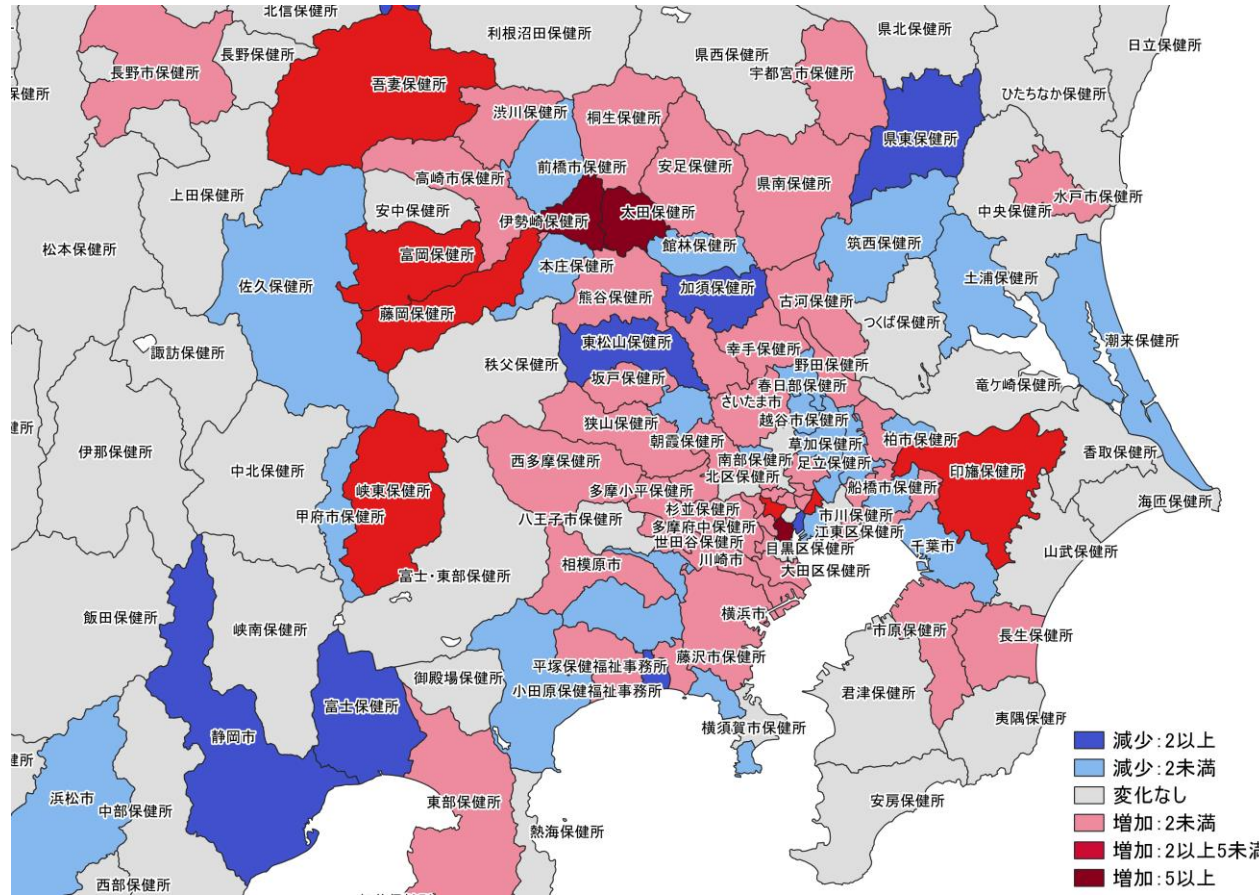 北信保健所
利根沼田保健所
県北保健所
日立保健所
長野保健所
県西保健所
長野市保健所
宇都宮市保健所
保健所
吾妻保健所
ひたちなか保健所
渋川保健所
桐生保健所
県東保健所
前橋市保健所
安足保健所
高崎市保健所
県南保健所
上田保健所
水戸市保健所
安中保健所
中央保健所
伊勢崎保健所
太田保健所
松本保健所
富岡保健所
館林保健所
筑西保健所
本庄保健所
土浦保健所
佐久保健所
加須保健所
熊谷保健所
古河保健所
藤岡保健所
つくば保健所
潮来保健所
東松山保健所
幸手保健所
諏訪保健所
秩父保健所
野田保健所
坂戸保健所
春日部保健所
竜ケ崎保健所
さいたま市
狭山保健所
越谷市保健所
健所
朝霞保健所
草加保健所
柏市保健所
伊那保健所
香取保健所
西多摩保健所
南部保健所
足立保健所
印旛保健所
中北保健所
北区保健所
船橋市保健所
多摩小平保健所
峡東保健所
海匝保健所
杉並保健所
甲府市保健所
八王子市保健所
市川保健所
多摩府中保健所
江東区保健所
世田谷保健所
千葉市
目黒区保健所
山武保健所
川崎市
相模原市
大田区保健所
富士・東部保健所
横浜市
飯田保健所
峡南保健所
市原保健所
長生保健所
藤沢市保健所
平塚保健福祉事務所
御殿場保健所
君津保健所
小田原保健福祉事務所
夷隅保健所
富士保健所
横須賀市保健所
静岡市
健所
浜松市
東部保健所
安房保健所
中部保健所
熱海保健所
西部保健所
減少：2以上
減少：2未満
変化なし
増加：2未満
増加：2以上5未満
増加：5以上